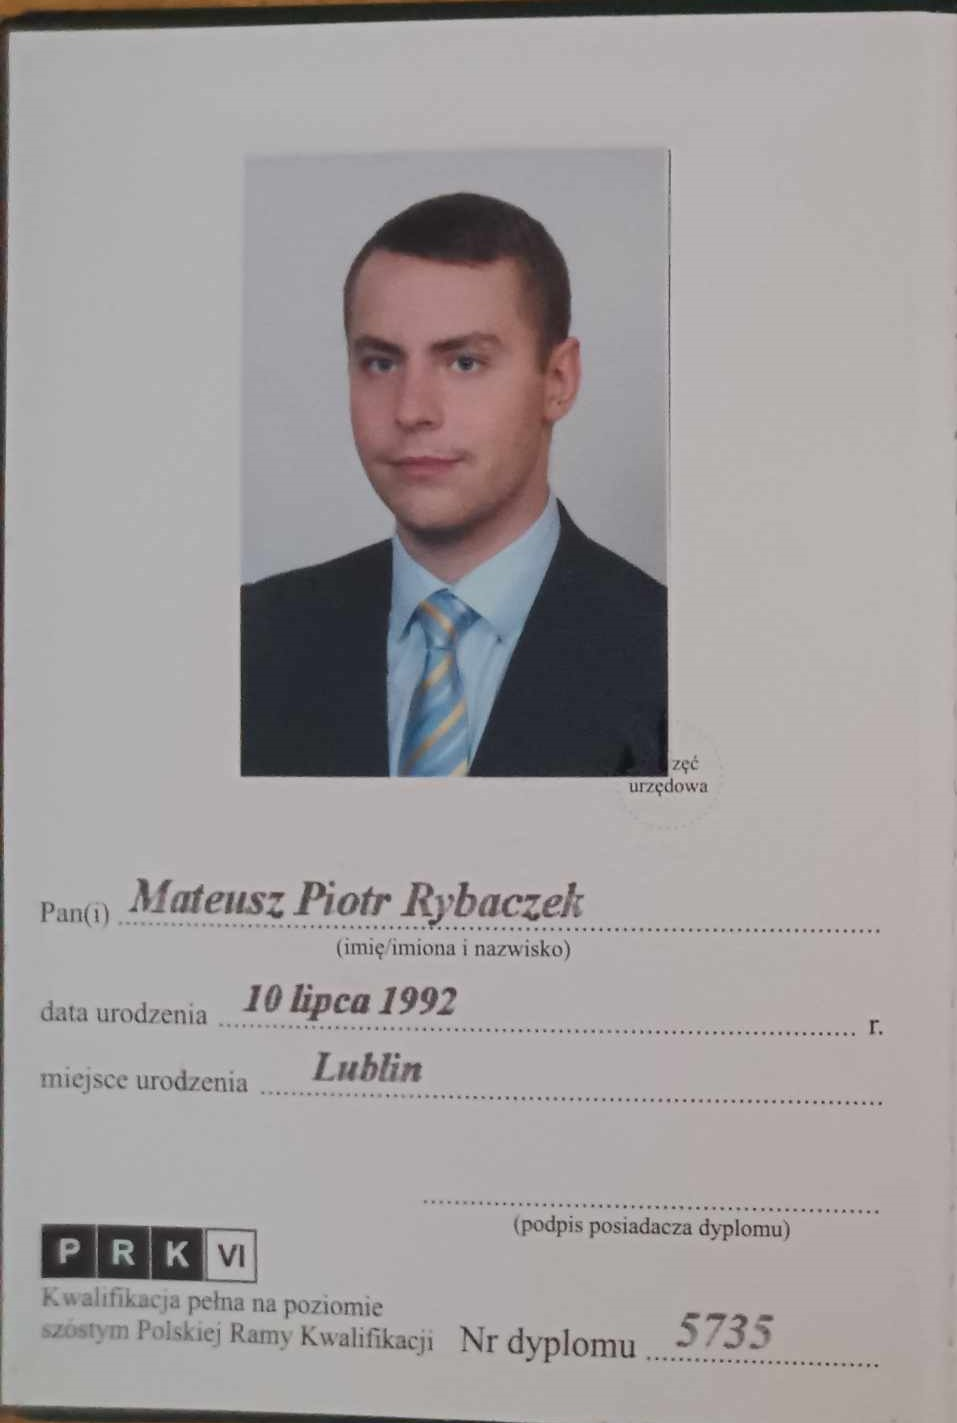 zęć
urzędowa
Pan(i) Mateusz Piotr Rybaczek
(imię/imiona i nazwisko)
data urodzenia 10 lipca 1992 r.
miejsce urodzenia Lublin
(podpis posiadacza dyplomu)
P R K VI
Kwalifikacja pełna na poziomie
szóstym Polskiej Ramy Kwalifikacji Nr dyplomu 5735